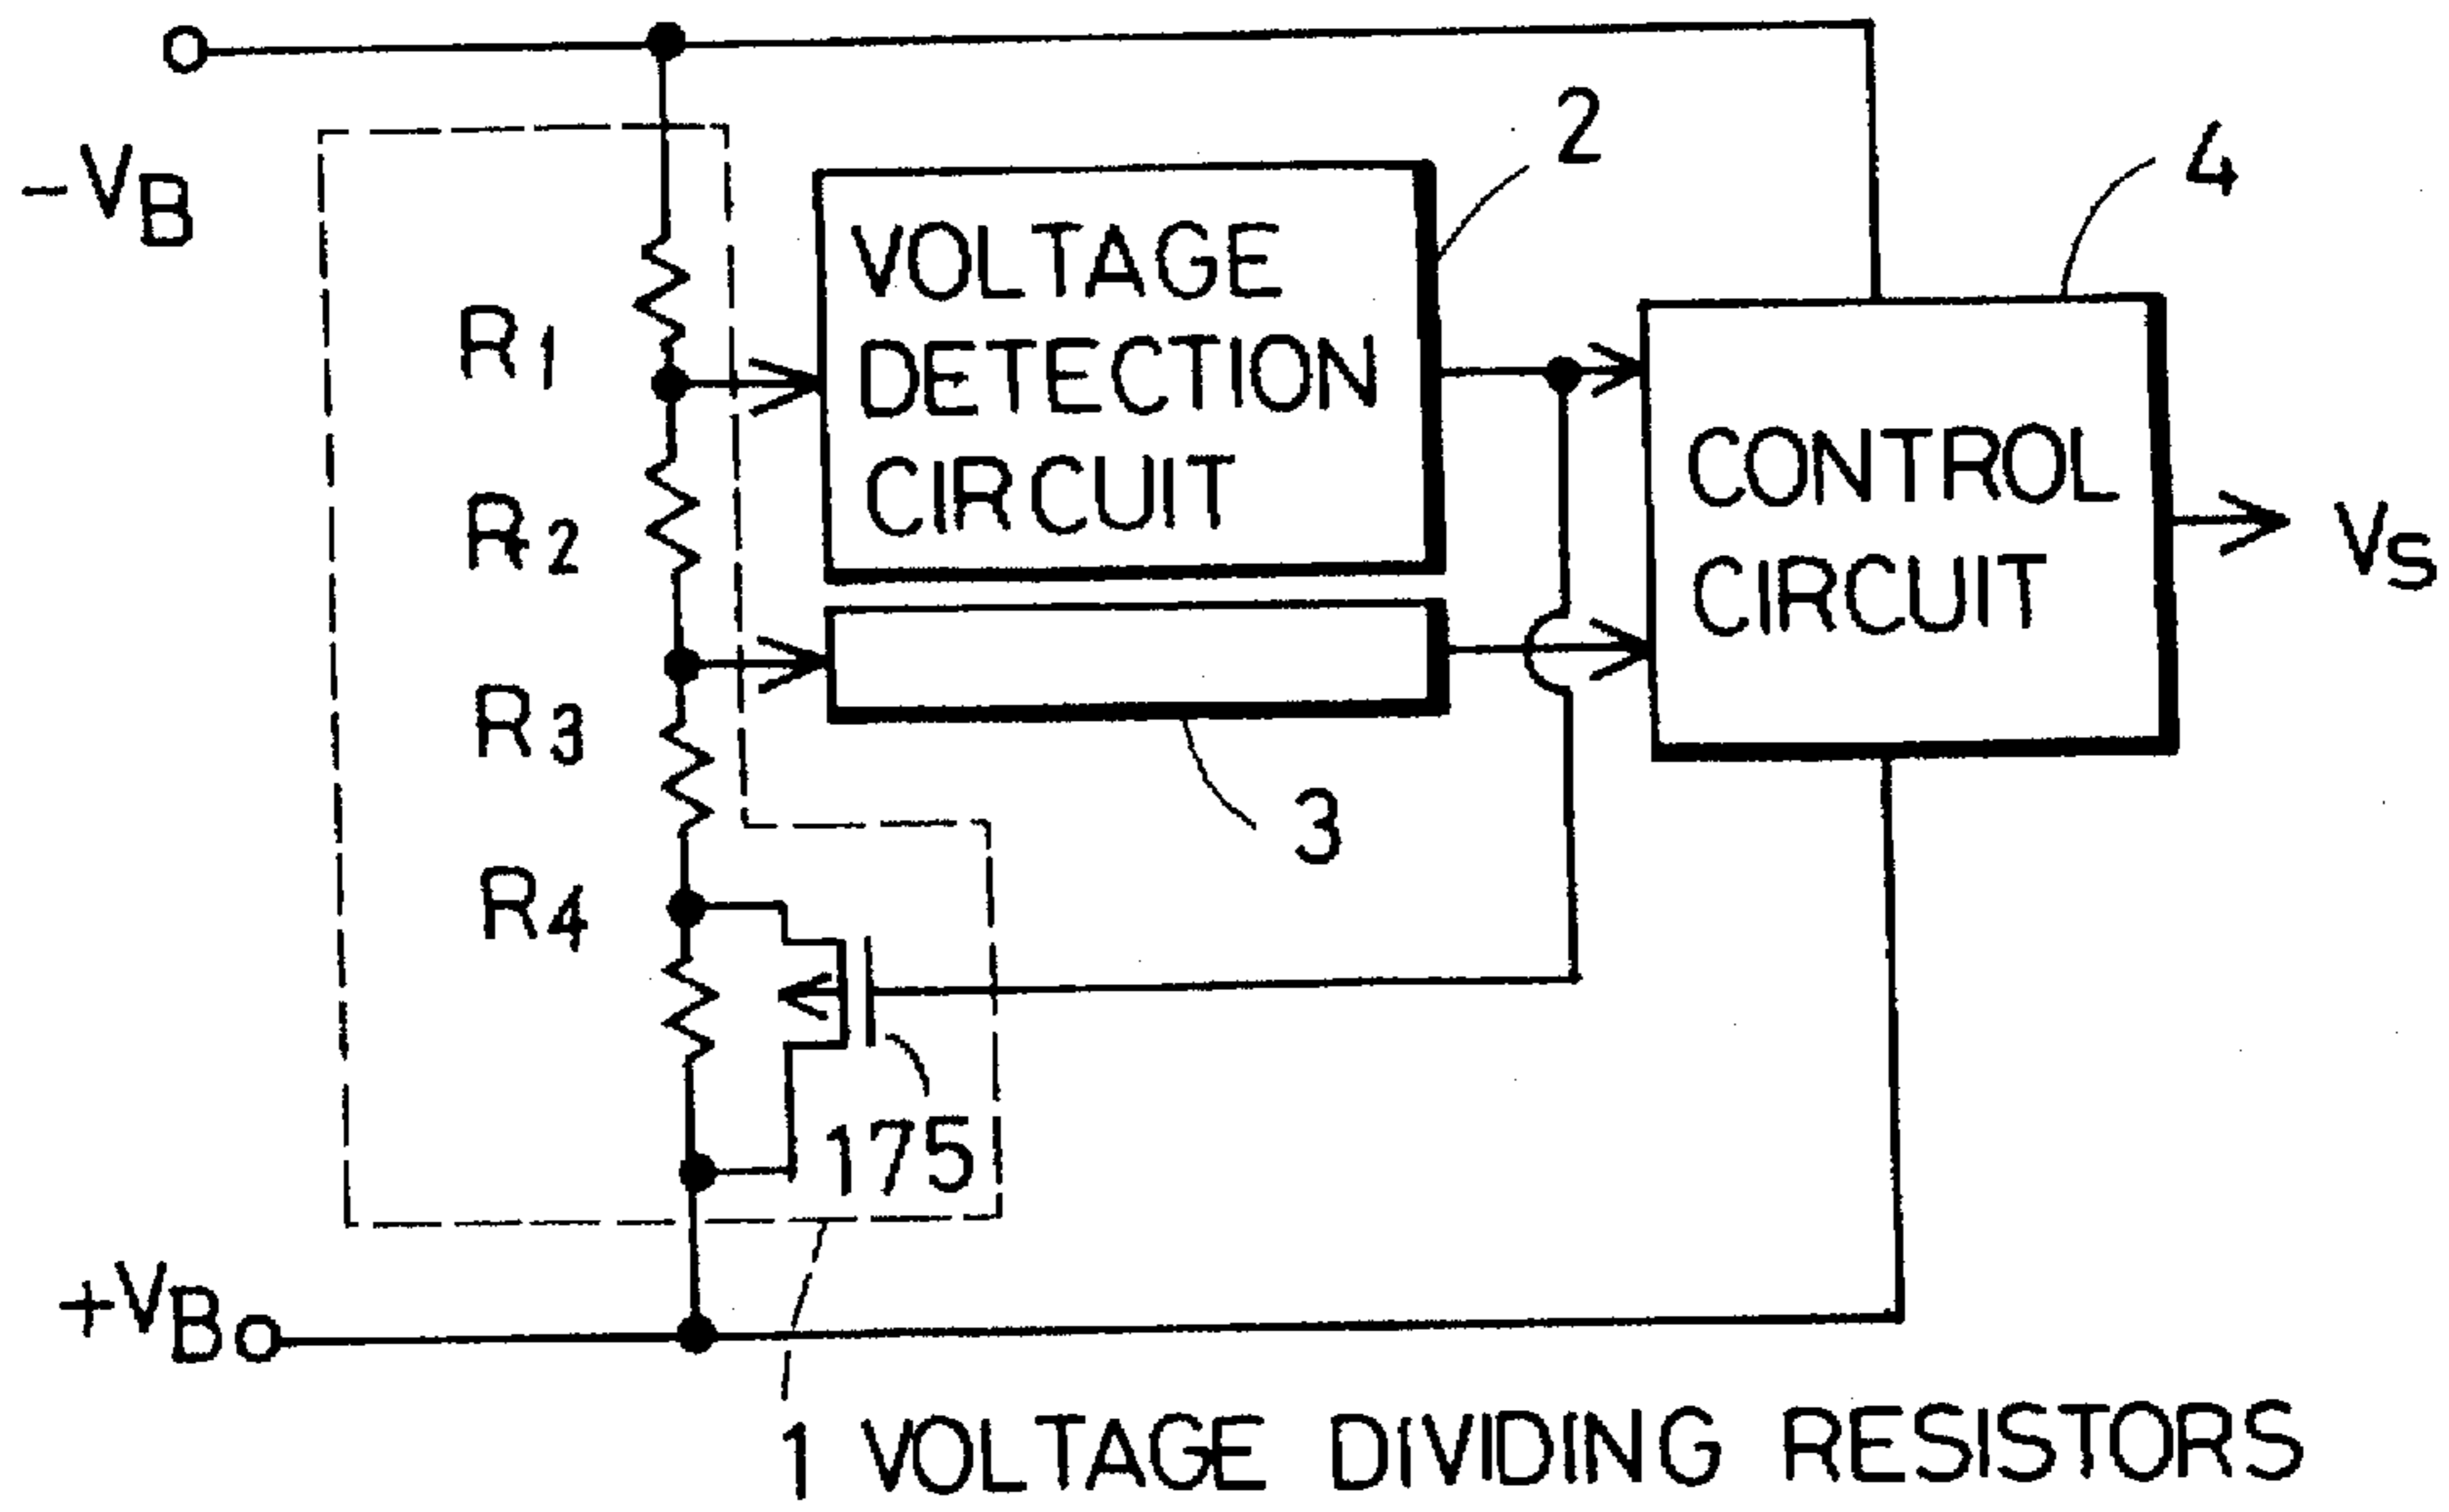 2
4
-VB
VOLTAGE
DETECTION
CIRCUIT
R1
CONTROL
CIRCUIT
R2
VS
R3
3
R4
175
+VB
1 VOLTAGE DIVIDING RESISTORS